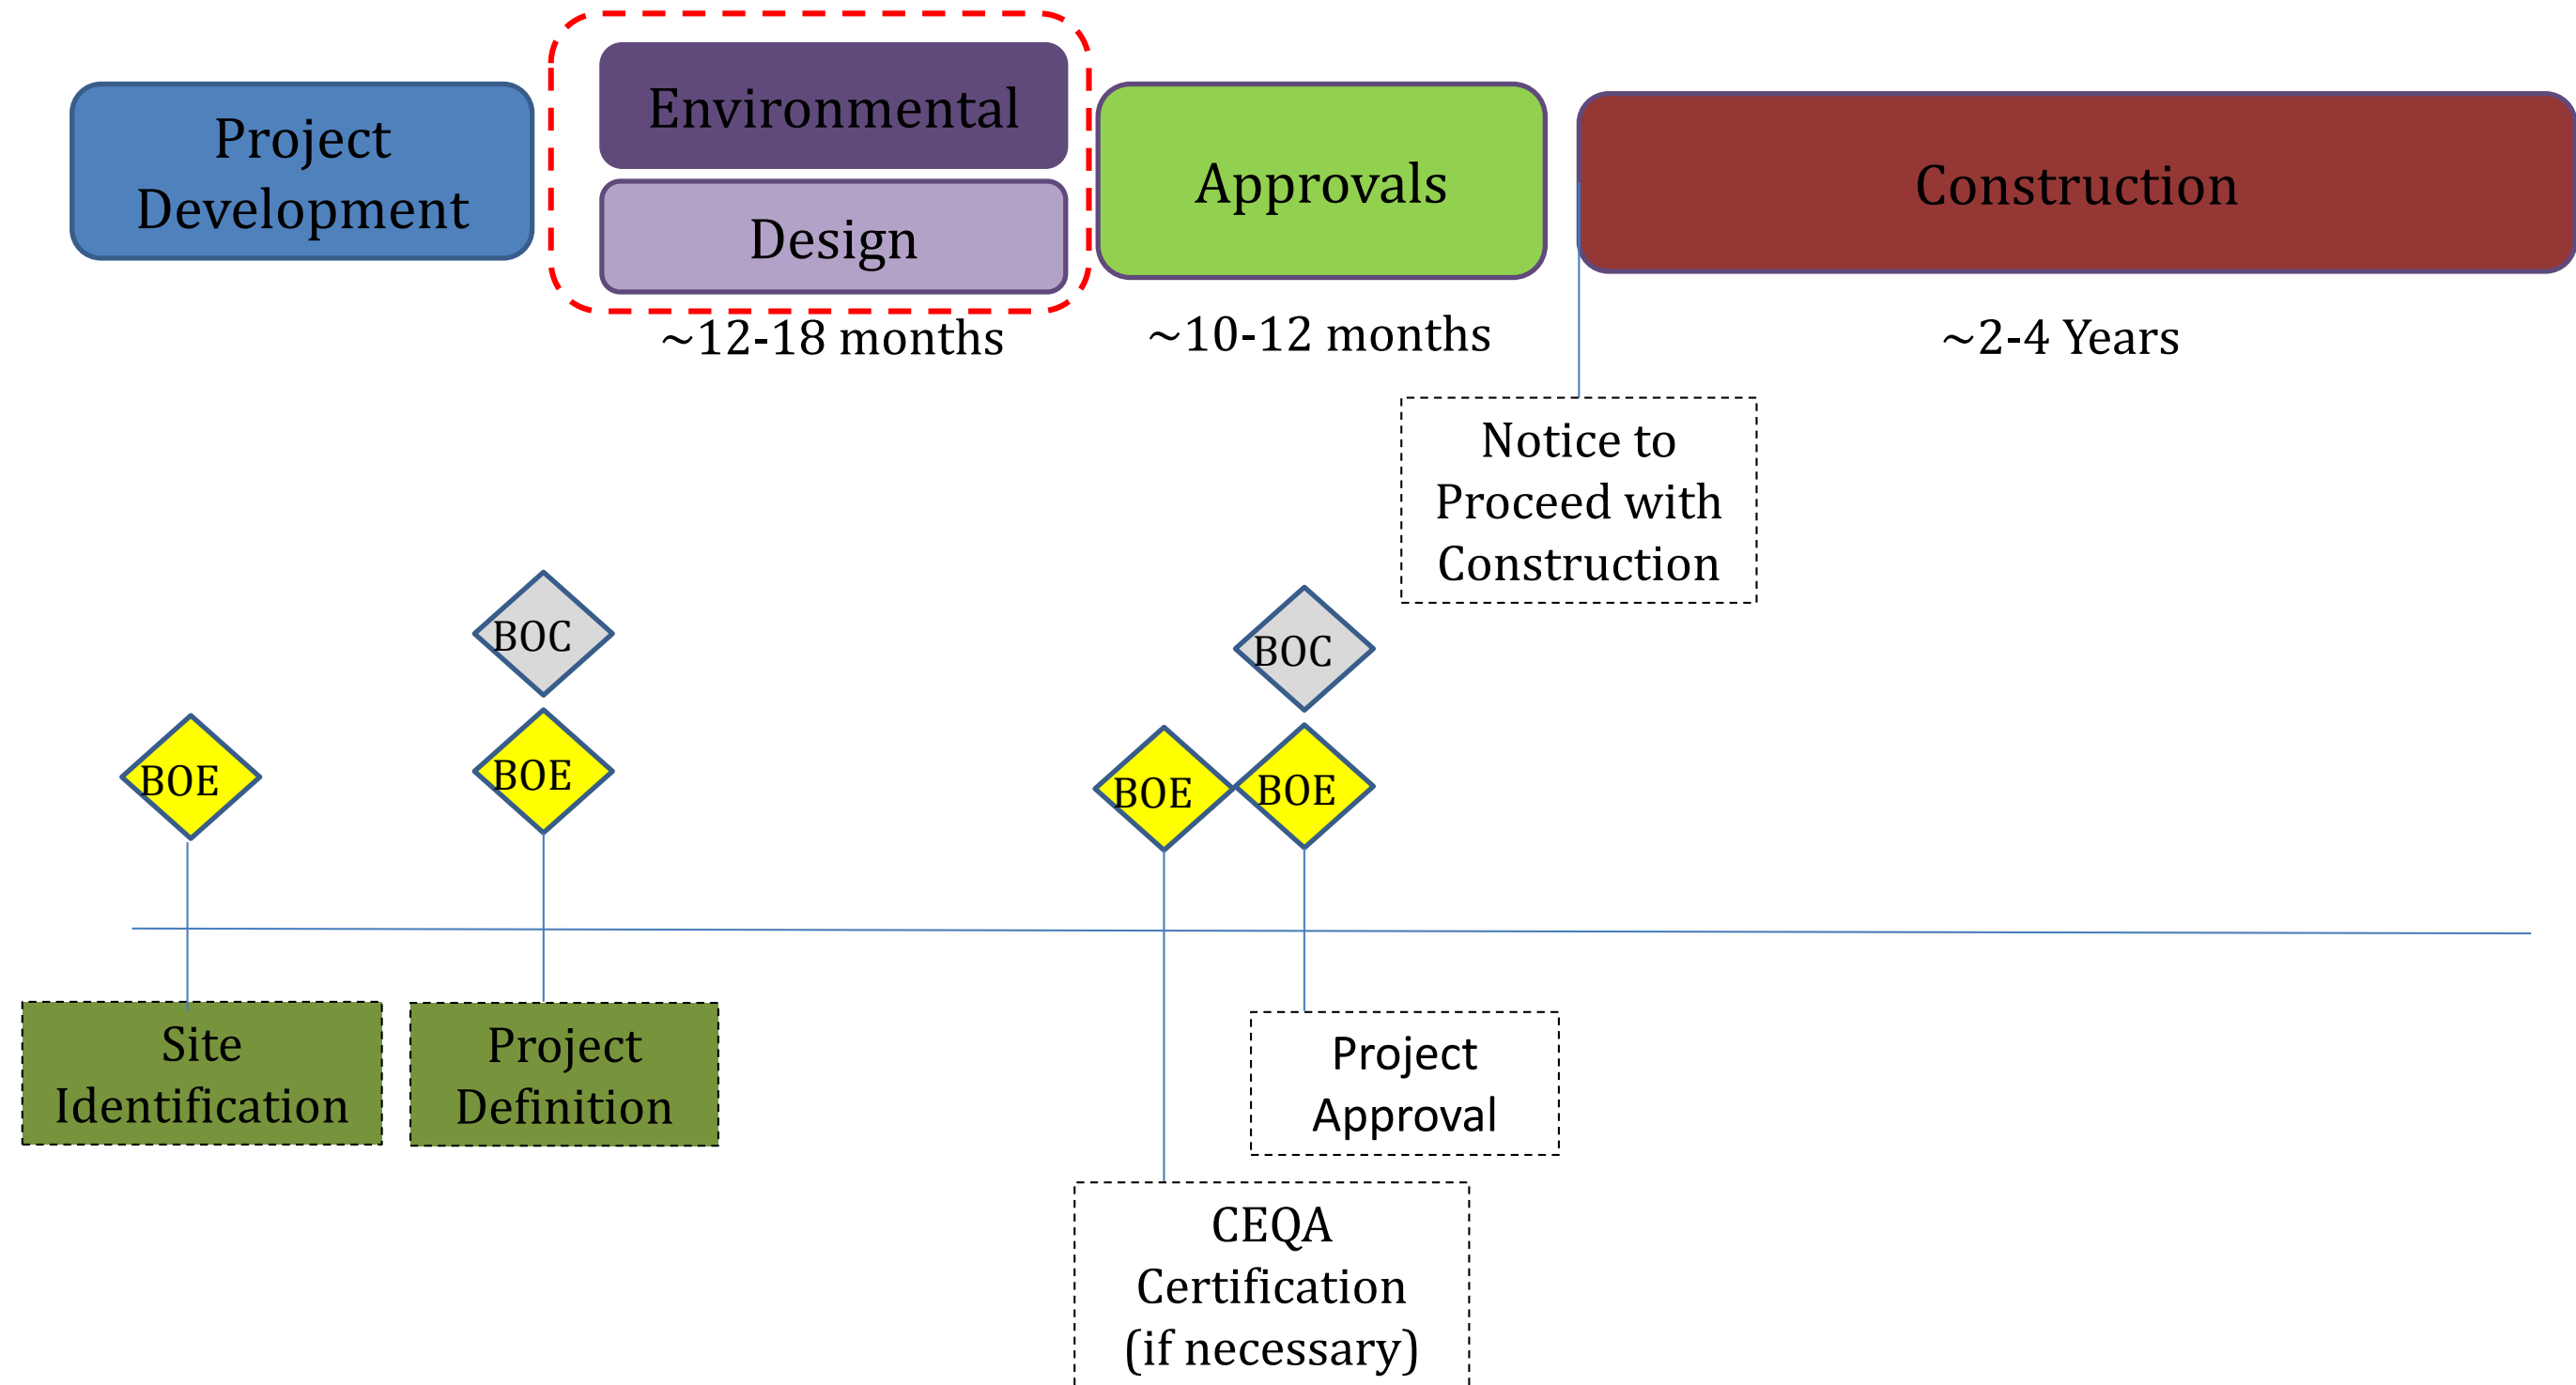 Project
Development
Environmental
Design
Approvals
Construction
~12-18 months
~10-12 months
~2-4 Years
Notice to
Proceed with
Construction
BOC
BOC
BOE
BOE
BOE
BOE
Site
Identification
Project
Definition
Project
Approval
CEQA
Certification
(if necessary)